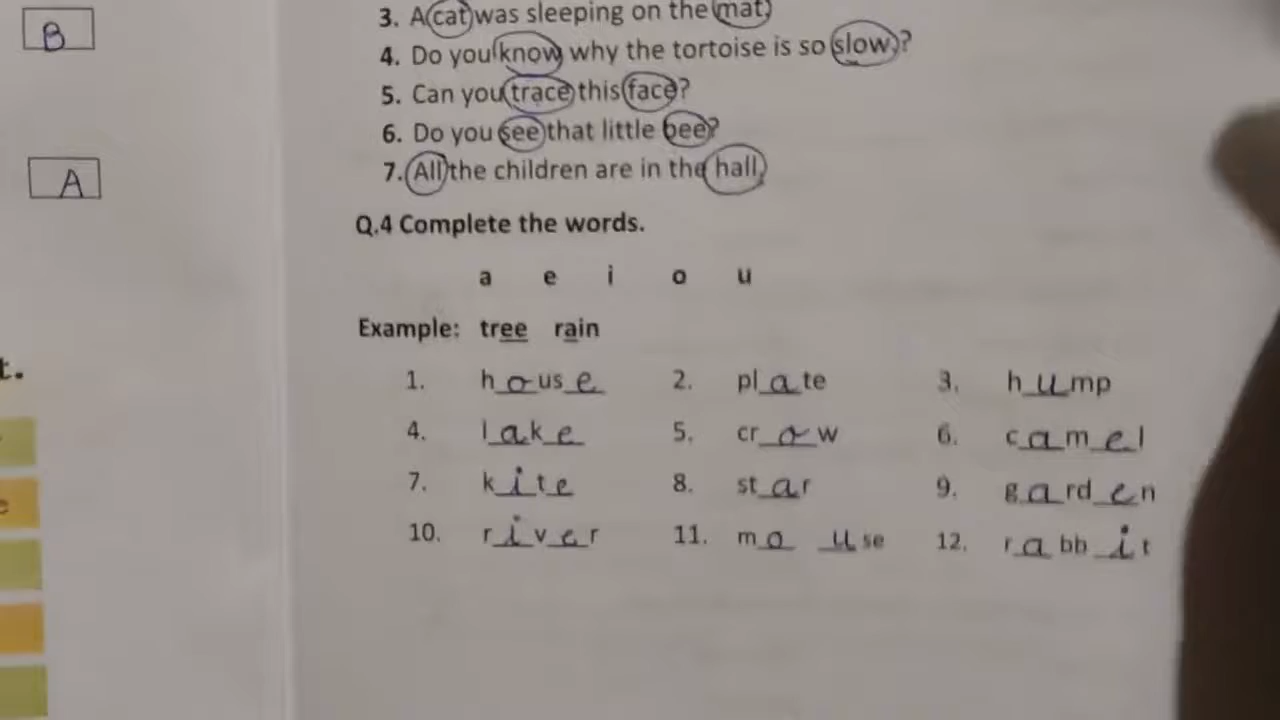 B
3. A cat was sleeping on the mat
4. Do you know why the tortoise is so slow?
5. Can you trace this face?
6. Do you see that little bee?
A
7. All the children are in the hall
Q.4 Complete the words.
a e i o u
Example: tree rain
1. house 2. plate 3. hump
t.
4. lake 5. crow 6. camel
7. kite 8. star 9. garden
10. river 11. mo use 12. rabbit